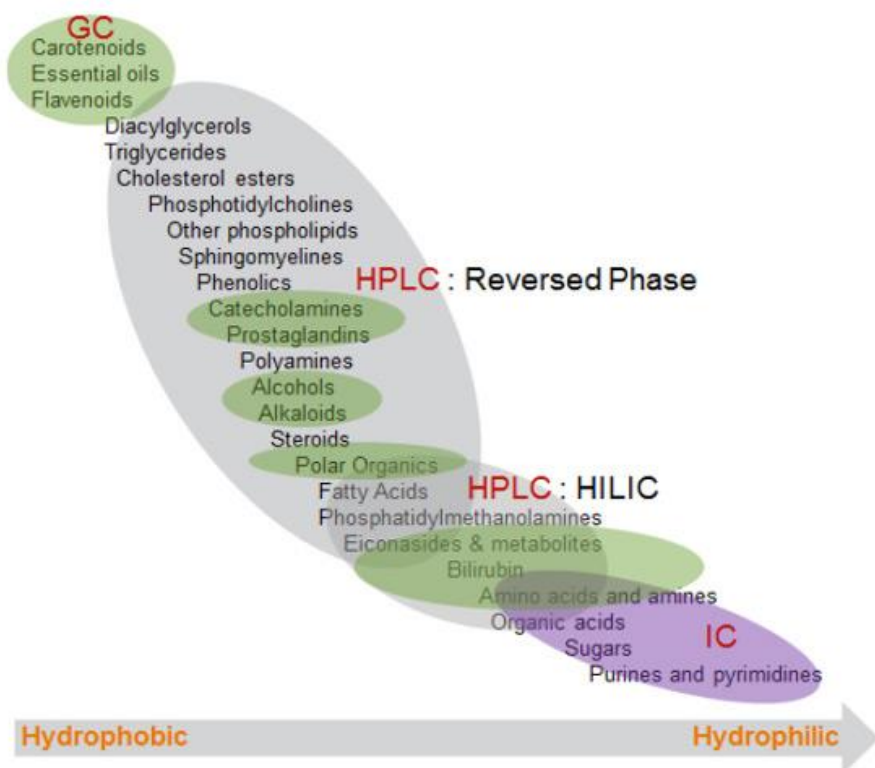 GC
Carotenoids
Essential oils
Flavenoids
Diacylglycerols
Triglycerides
Cholesterol esters
Phosphotidylcholines
Other phospholipids
Sphingomyelines
Phenolics
HPLC : Reversed Phase
Catecholamines
Prostaglandins
Polyamines
Alcohols
Alkaloids
Steroids
Polar Organics
Fatty Acids
HPLC : HILIC
Phosphatidylmethanolamines
Eiconasides & metabolites
Bilirubin
Amino acids and amines
Organic acids
IC
Sugars
Purines and pyrimidines
Hydrophobic
Hydrophilic